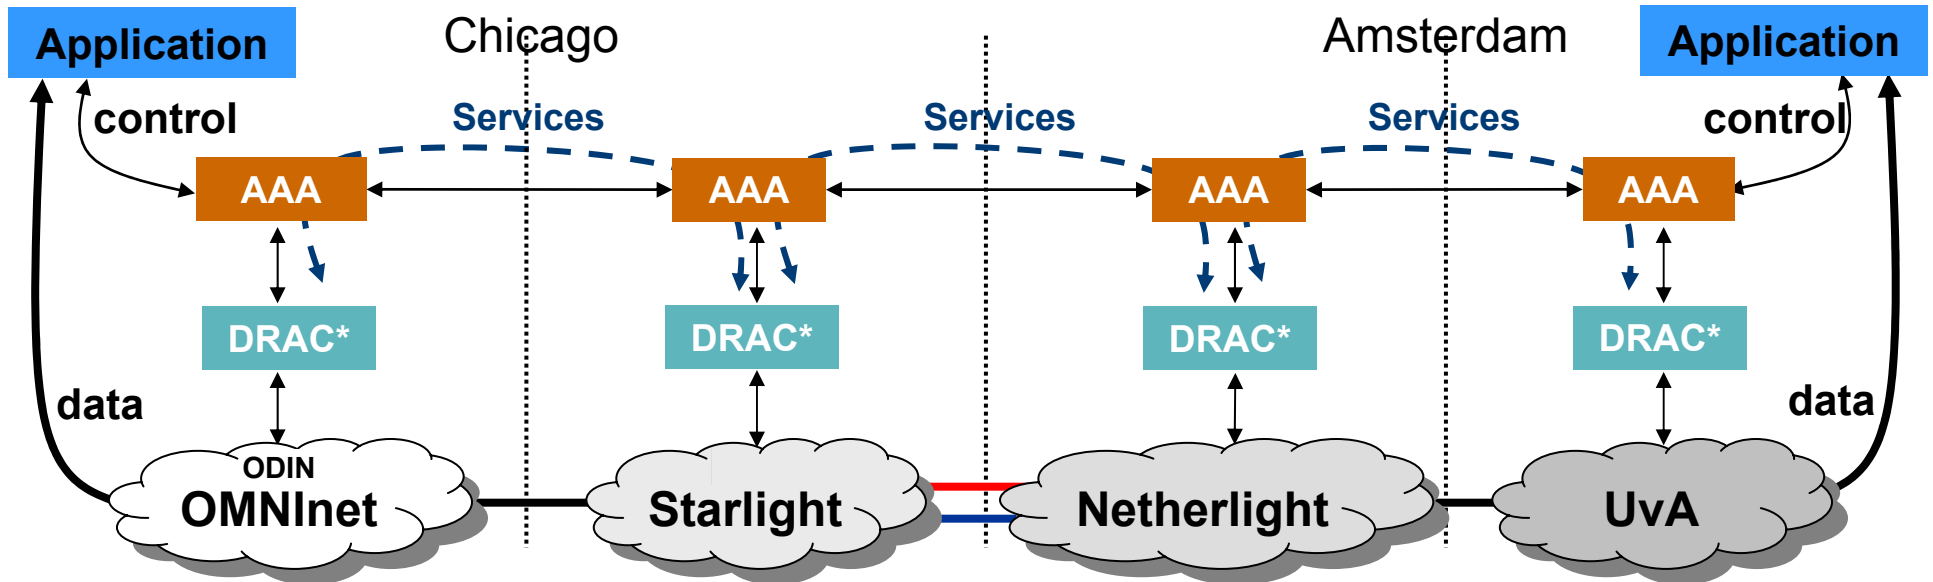 Application
Chicago
Amsterdam
Application
control
Services
Services
Services
control
AAA
AAA
AAA
AAA
DRAC*
DRAC*
DRAC*
DRAC*
data
data
ODIN
OMNInet
Starlight
Netherlight
UvA